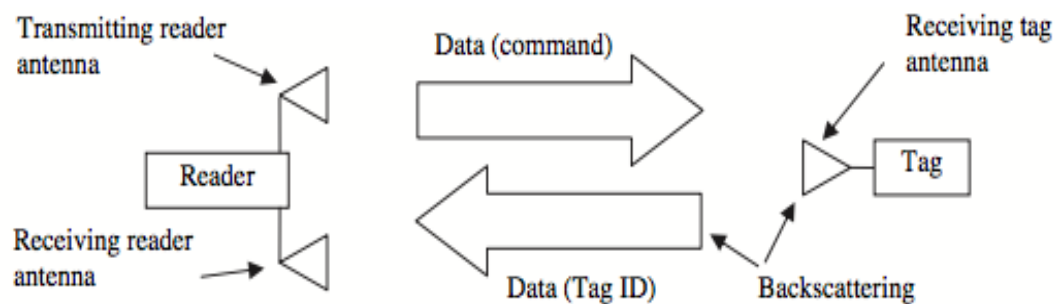 Transmitting reader
antenna
Data (command)
Receiving tag
antenna
Reader
Tag
Receiving reader
antenna
Data (Tag ID)
Backscattering